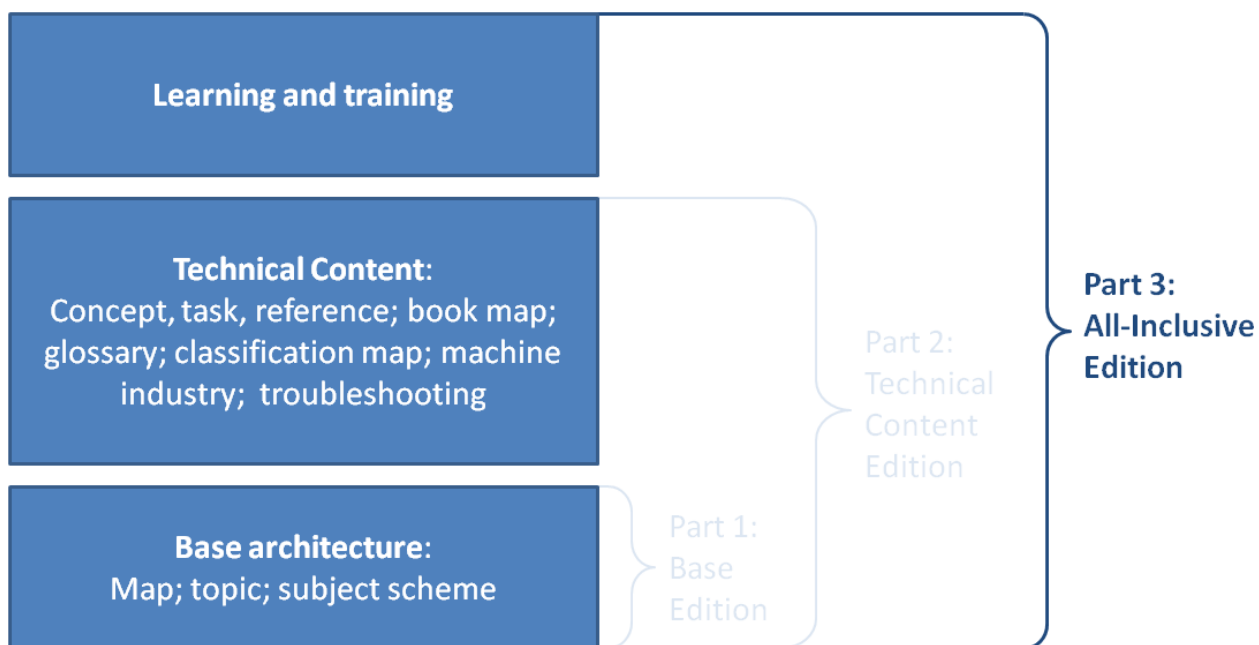 Learning and training
Technical Content:
Concept, task, reference; book map;
glossary; classification map; machine
industry;  troubleshooting
Base architecture:
Map; topic; subject scheme
Part 1:
Base
Edition
Part 2:
Technical
Content
Edition
Part 3:
All-Inclusive
Edition